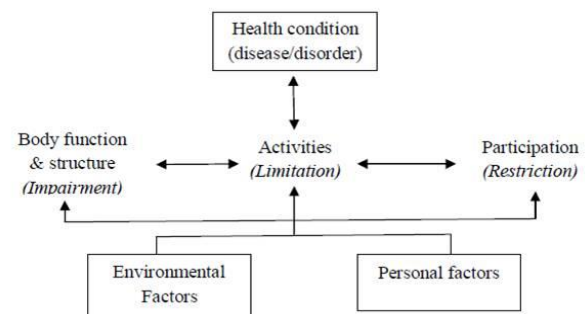 Health condition
(disease/disorder)
Body function
& structure
(Impairment)
Activities
(Limitation)
Participation
(Restriction)
Environmental
Factors
Personal factors